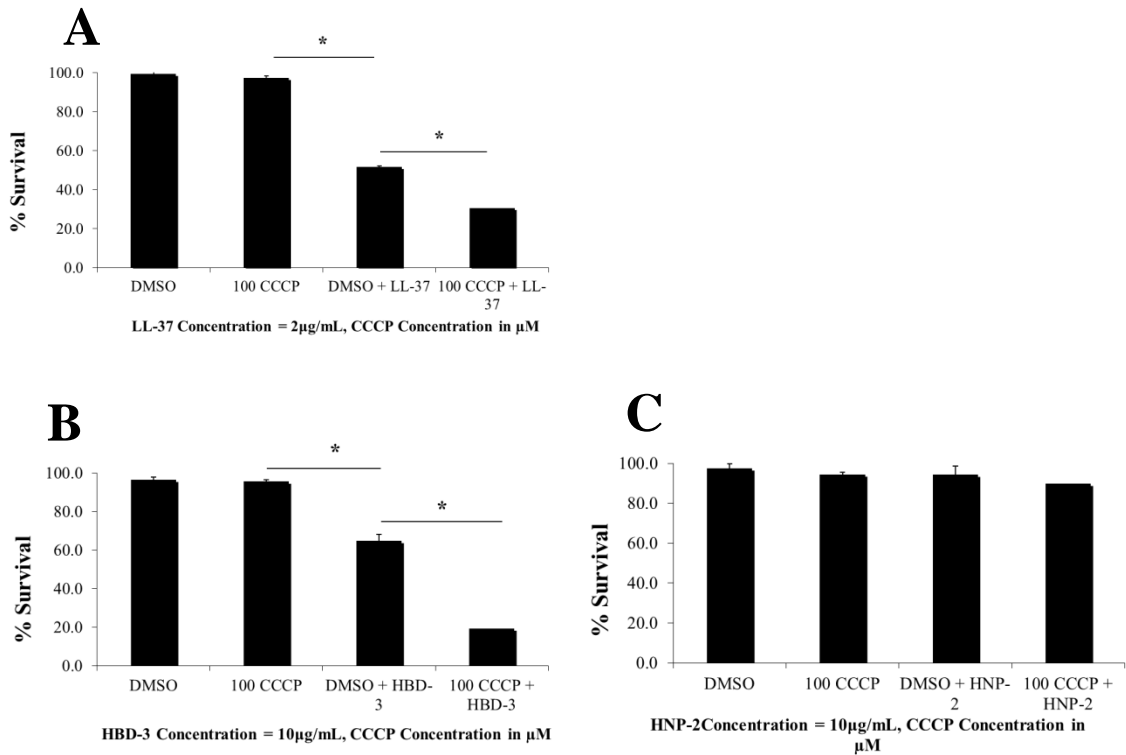 A
*
*
100.0
80.0
60.0
40.0
20.0
0.0
% Survival
DMSO
100 CCCP
DMSO + LL-37
100 CCCP + LL-
37
LL-37 Concentration = 2µg/mL, CCCP Concentration in µM
B
*
*
100.0
80.0
60.0
40.0
20.0
0.0
% Survival
DMSO
100 CCCP
DMSO + HBD-
3
100 CCCP +
HBD-3
HBD-3 Concentration = 10µg/mL, CCCP Concentration in µM
C
100.0
80.0
60.0
40.0
20.0
0.0
% Survival
DMSO
100 CCCP
DMSO + HNP-
2
100 CCCP +
HNP-2
HNP-2Concentration = 10µg/mL, CCCP Concentration in
µM